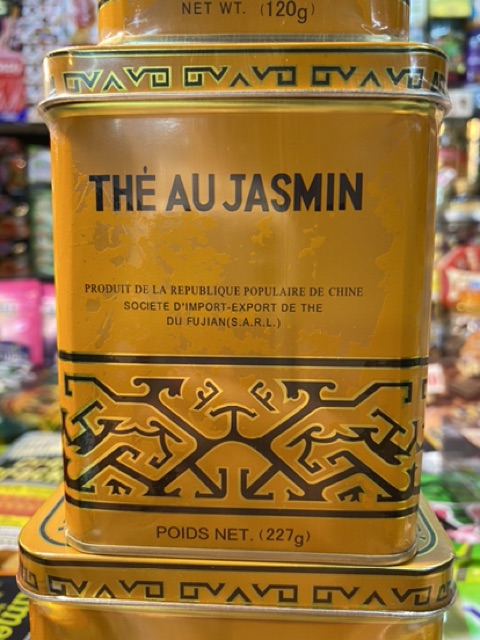 NET WT. (120g)
THÉ AU JASMIN
PRODUIT DE LA REPUBLIQUE POPULAIRE DE CHINE
SOCIETE D'IMPORT-EXPORT DE THE
DU FUJIAN(S.A.R.L.)
POIDS NET. (227g)